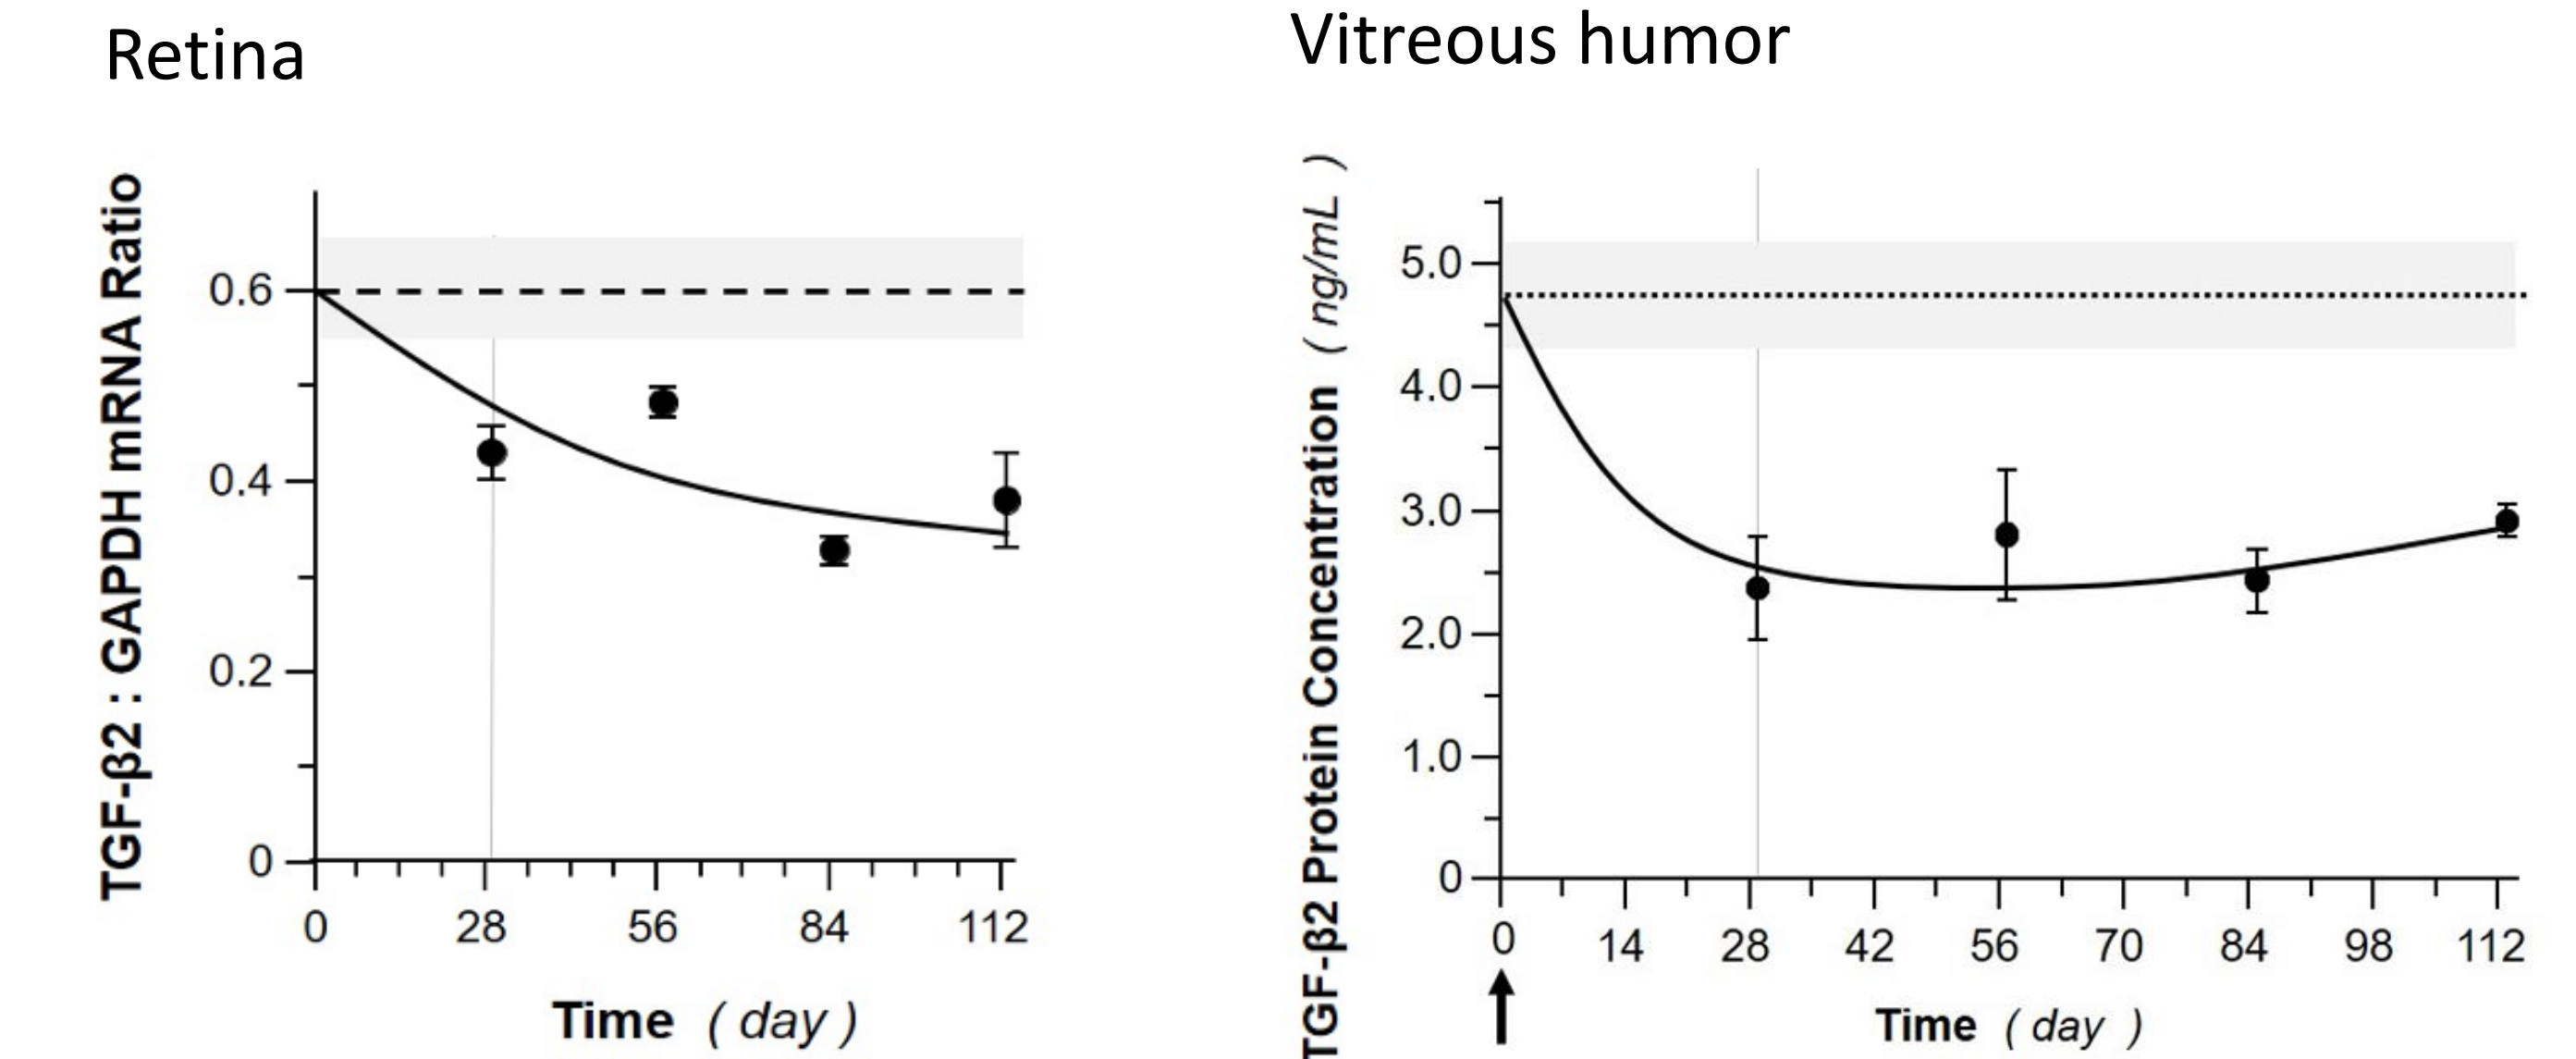 Retina
TGF-β2 : GAPDH mRNA Ratio
0.6
0.4
0.2
0
0 28 56 84 112
Time ( day )
Vitreous humor
TGF-β2 Protein Concentration ( ng/mL )
5.0
4.0
3.0
2.0
1.0
0
0 14 28 42 56 70 84 98 112
Time ( day )